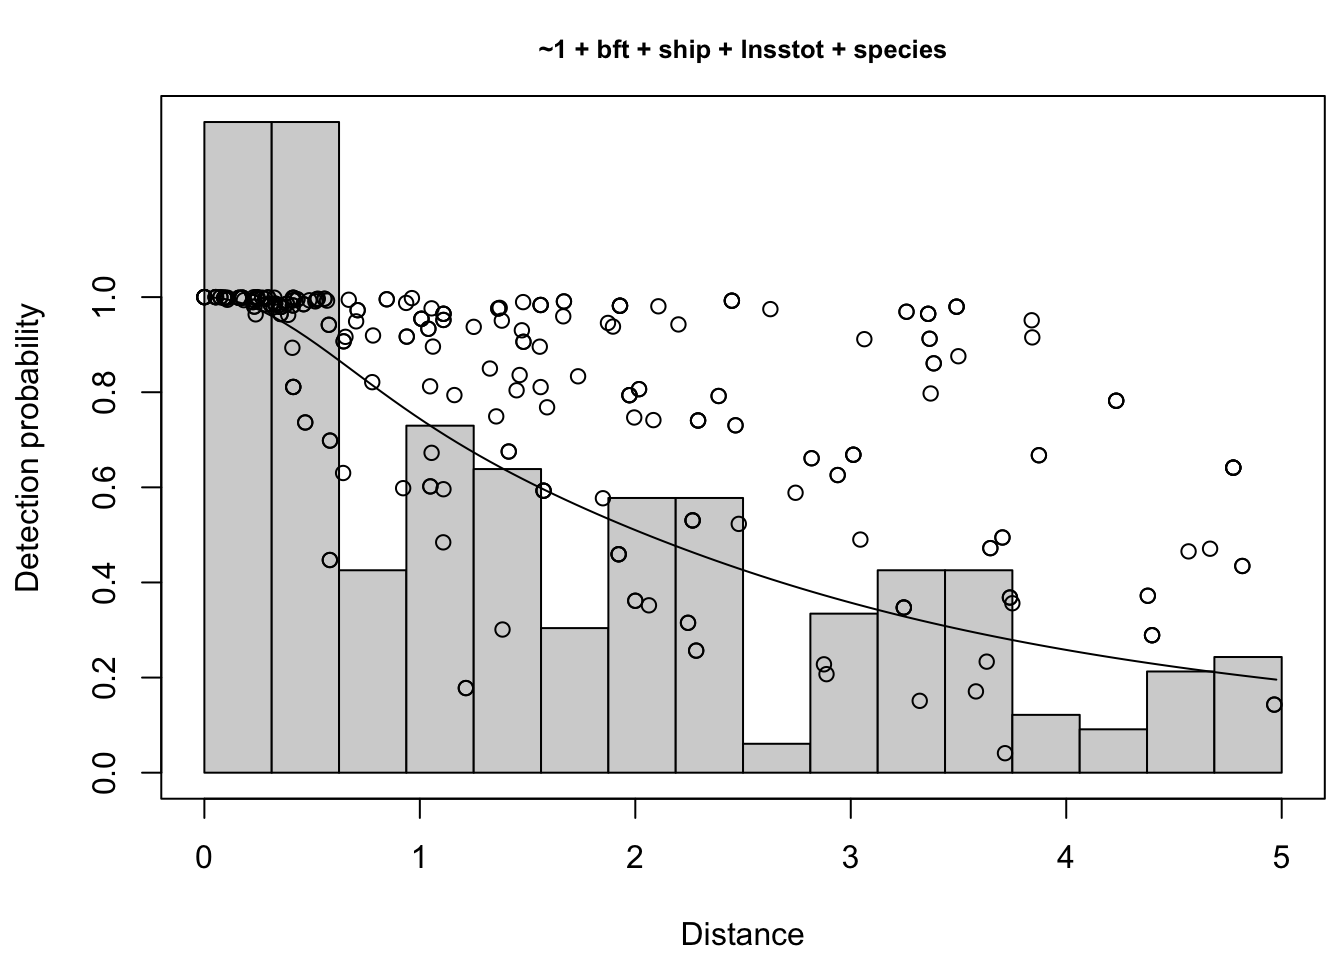 ~1 + bft + ship + lnsstot + species
Detection probability
1.0
0.8
0.6
0.4
0.2
0.0
0 1 2 3 4 5
Distance